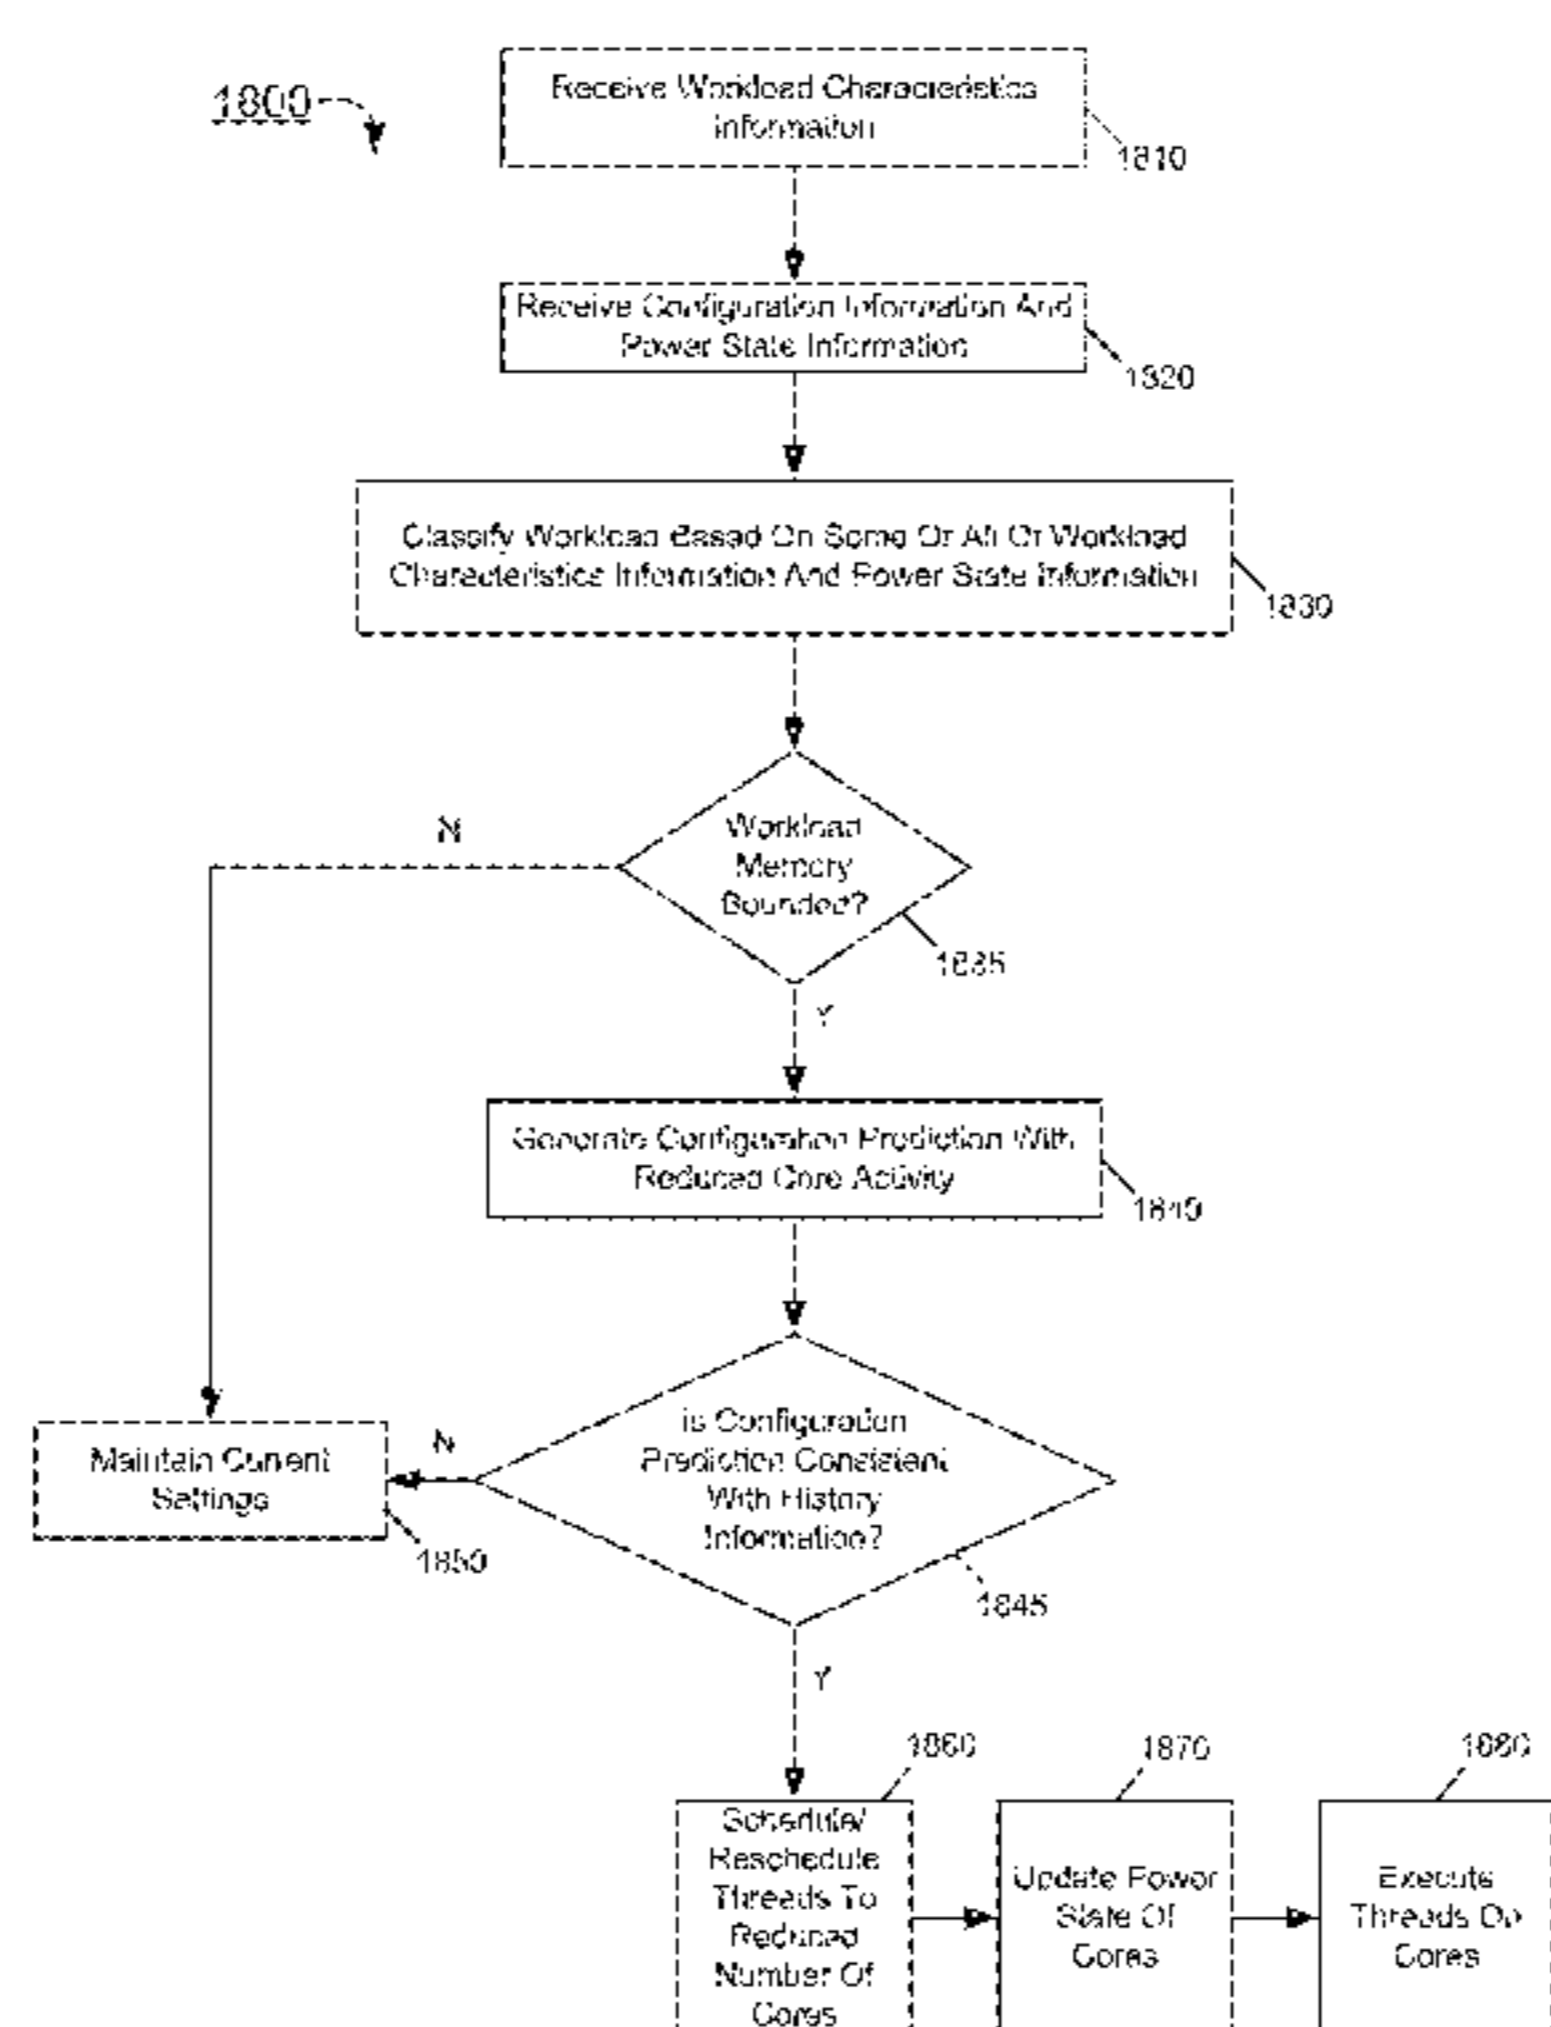 1800
Receive Workload Characteristics
Information
1810
Receive Configuration Information And
Power State Information
1820
Classify Workload Based On Some Or All Of Workload
Characteristics Information And Power State Information
1830
N
Workload
Memory
Bounded?
1835
Y
Generate Configuration Prediction With
Reduced Core Activity
1840
Is Configuration
Prediction Consistent
With History
Information?
1845
N
Maintain Current
Settings
1850
Y
1860
1870
1880
Schedule/
Reschedule
Threads To
Reduced
Number Of
Cores
Update Power
State Of
Cores
Execute
Threads On
Cores